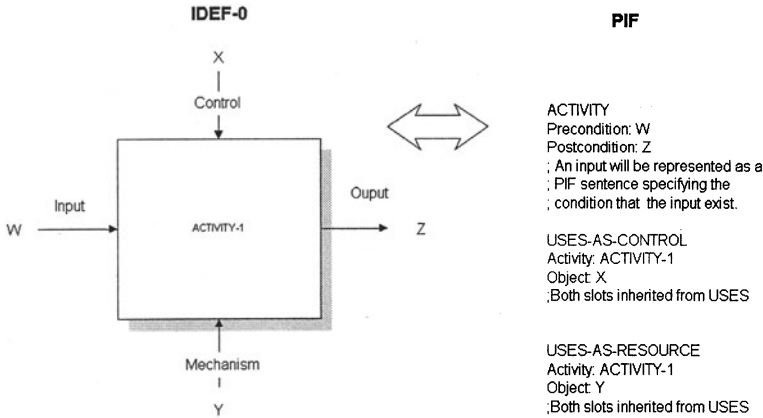 IDEF-0
X
Control
Input
W
ACTIVITY-1
Ouput
Z
Mechanism
Y
PIF
ACTIVITY
Precondition: W
Postcondition: Z
; An input will be represented as a
; PIF sentence specifying the
; condition that the input exist.
USES-AS-CONTROL
Activity: ACTIVITY-1
Object: X
;Both slots inherited from USES
USES-AS-RESOURCE
Activity: ACTIVITY-1
Object: Y
;Both slots inherited from USES